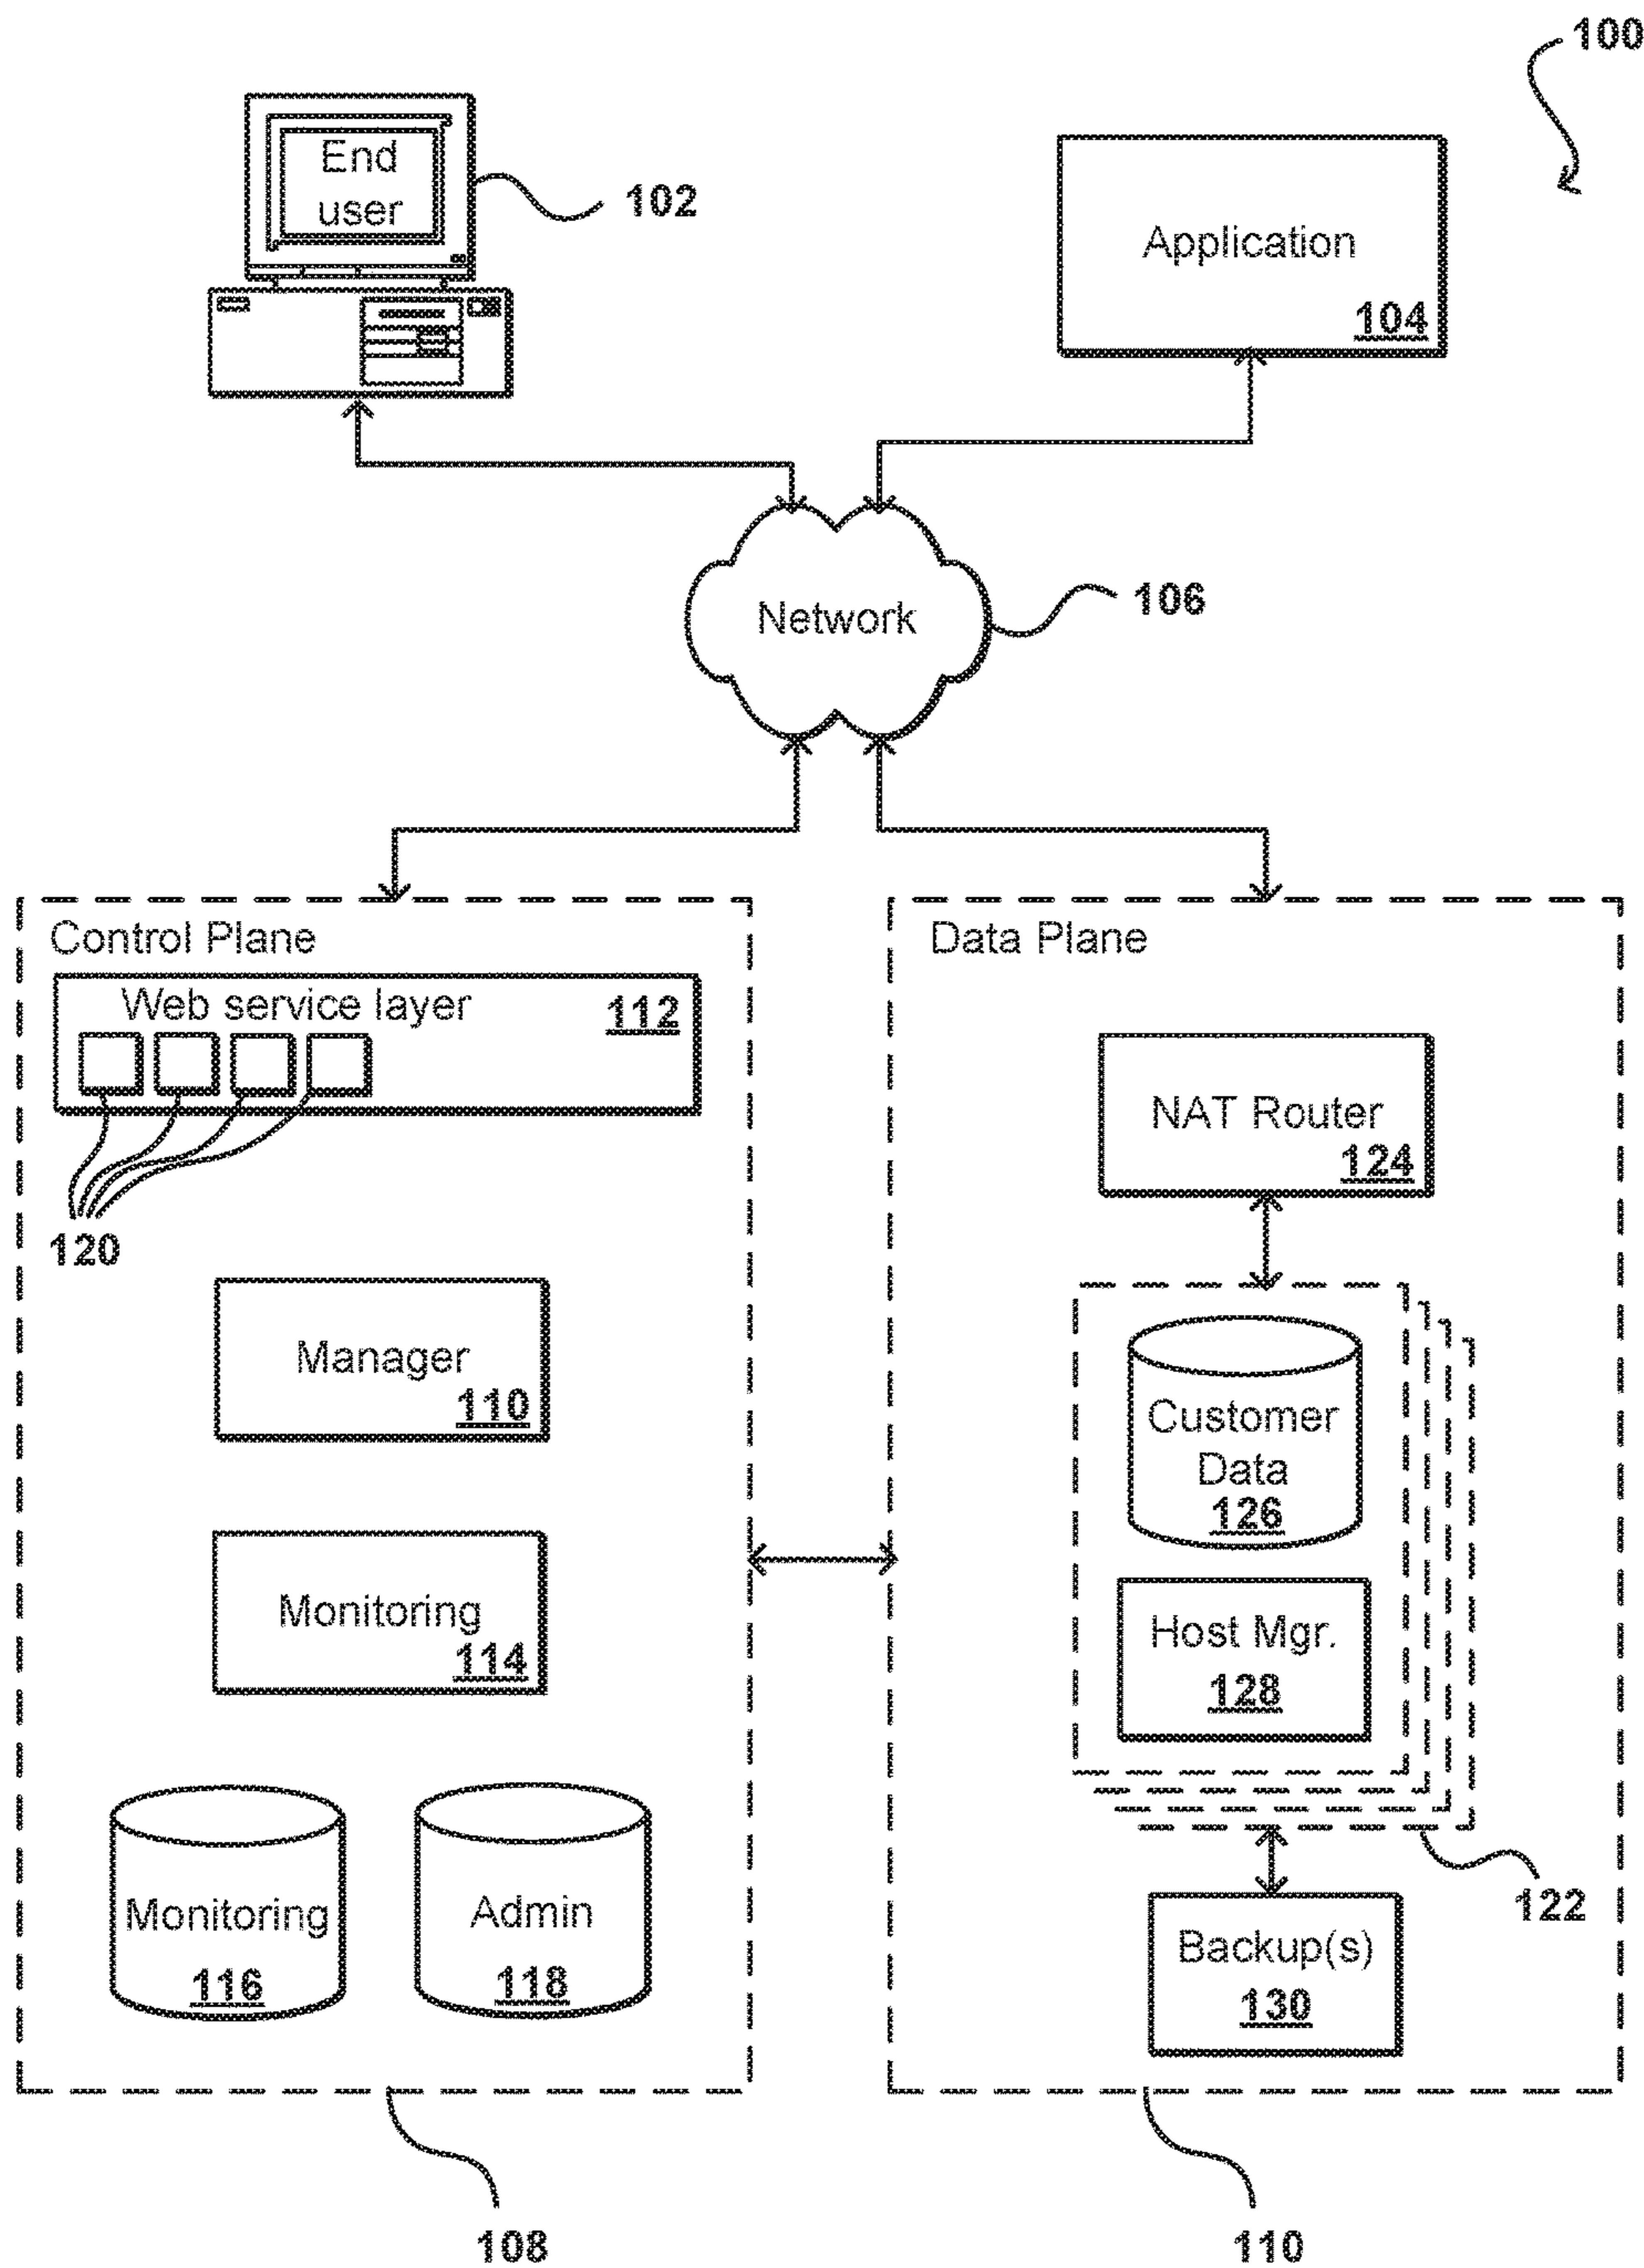 100
End
user
102
Application
104
Network
106
Control Plane
Web service layer
112
120
Manager
110
Monitoring
114
Monitoring
116
Admin
118
108
Data Plane
NAT Router
124
Customer
Data
126
Host Mgr.
128
122
Backup(s)
130
110